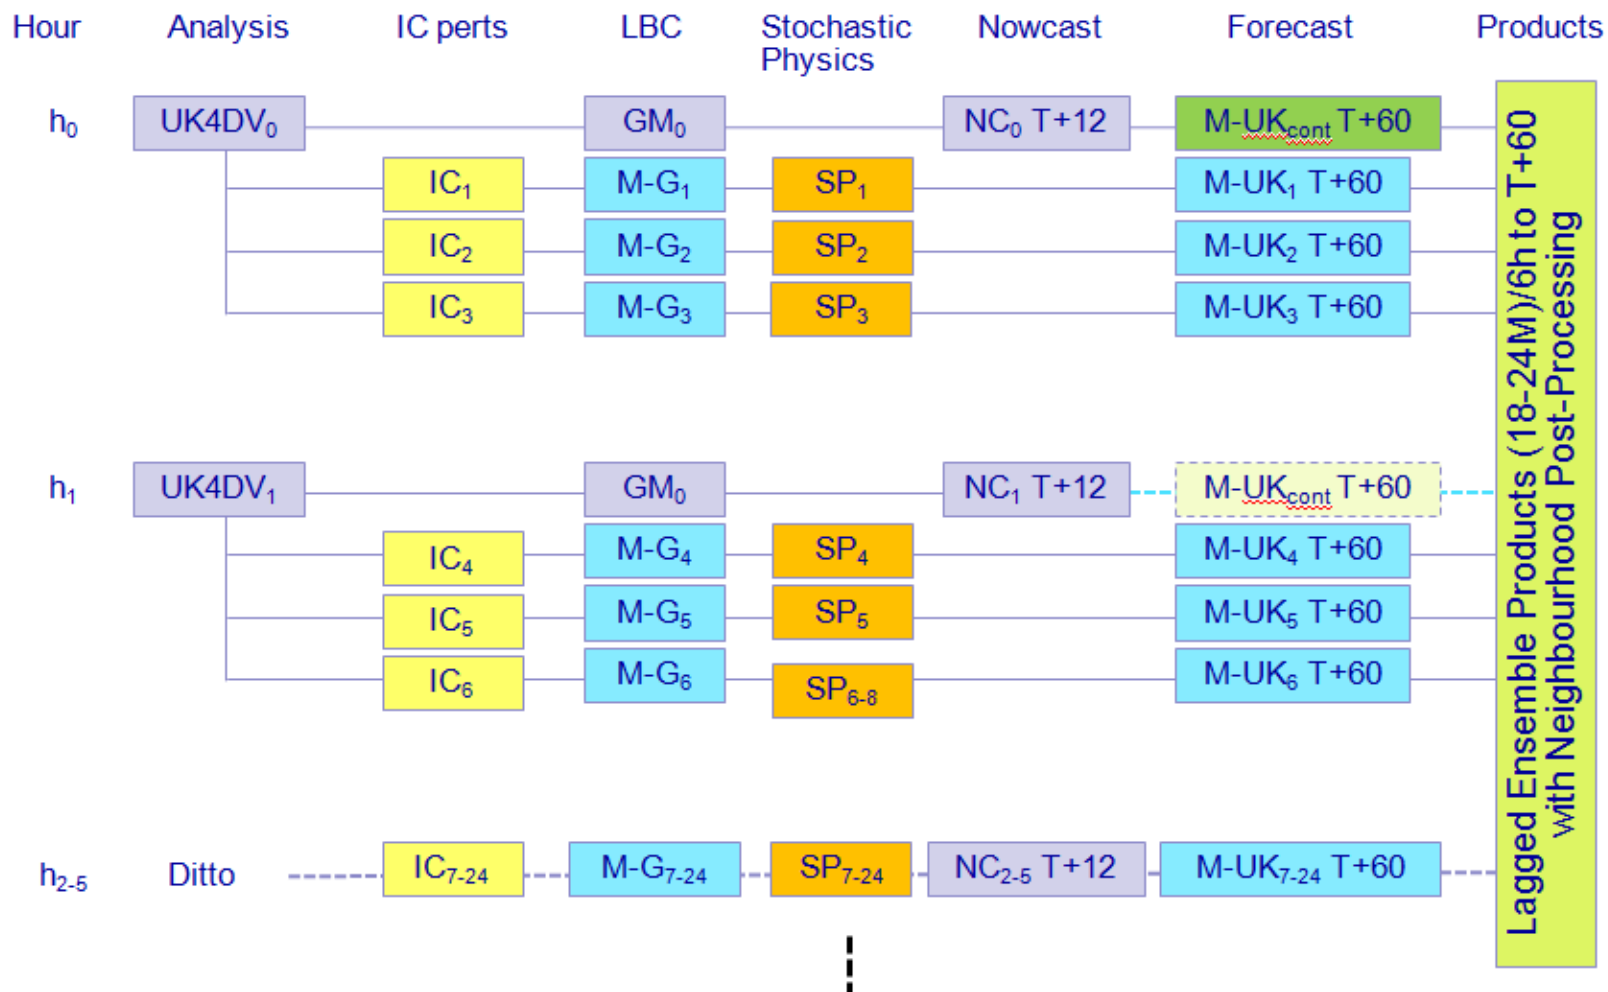 Hour Analysis IC perts LBC Stochastic Physics Nowcast Forecast Products
h₀ UK4DV₀ GM₀ NC₀ T+12 M-UKcont T+60
IC₁ M-G₁ SP₁ M-UK₁ T+60
IC₂ M-G₂ SP₂ M-UK₂ T+60
IC₃ M-G₃ SP₃ M-UK₃ T+60
h₁ UK4DV₁ GM₀ NC₁ T+12 M-UKcont T+60
IC₄ M-G₄ SP₄ M-UK₄ T+60
IC₅ M-G₅ SP₅ M-UK₅ T+60
IC₆ M-G₆ SP₆₋₈ M-UK₆ T+60
h₂₋₅ Ditto IC₇₋₂₄ M-G₇₋₂₄ SP₇₋₂₄ NC₂₋₅ T+12 M-UK₇₋₂₄ T+60
Lagged Ensemble Products (18-24M)/6h to T+60
with Neighbourhood Post-Processing